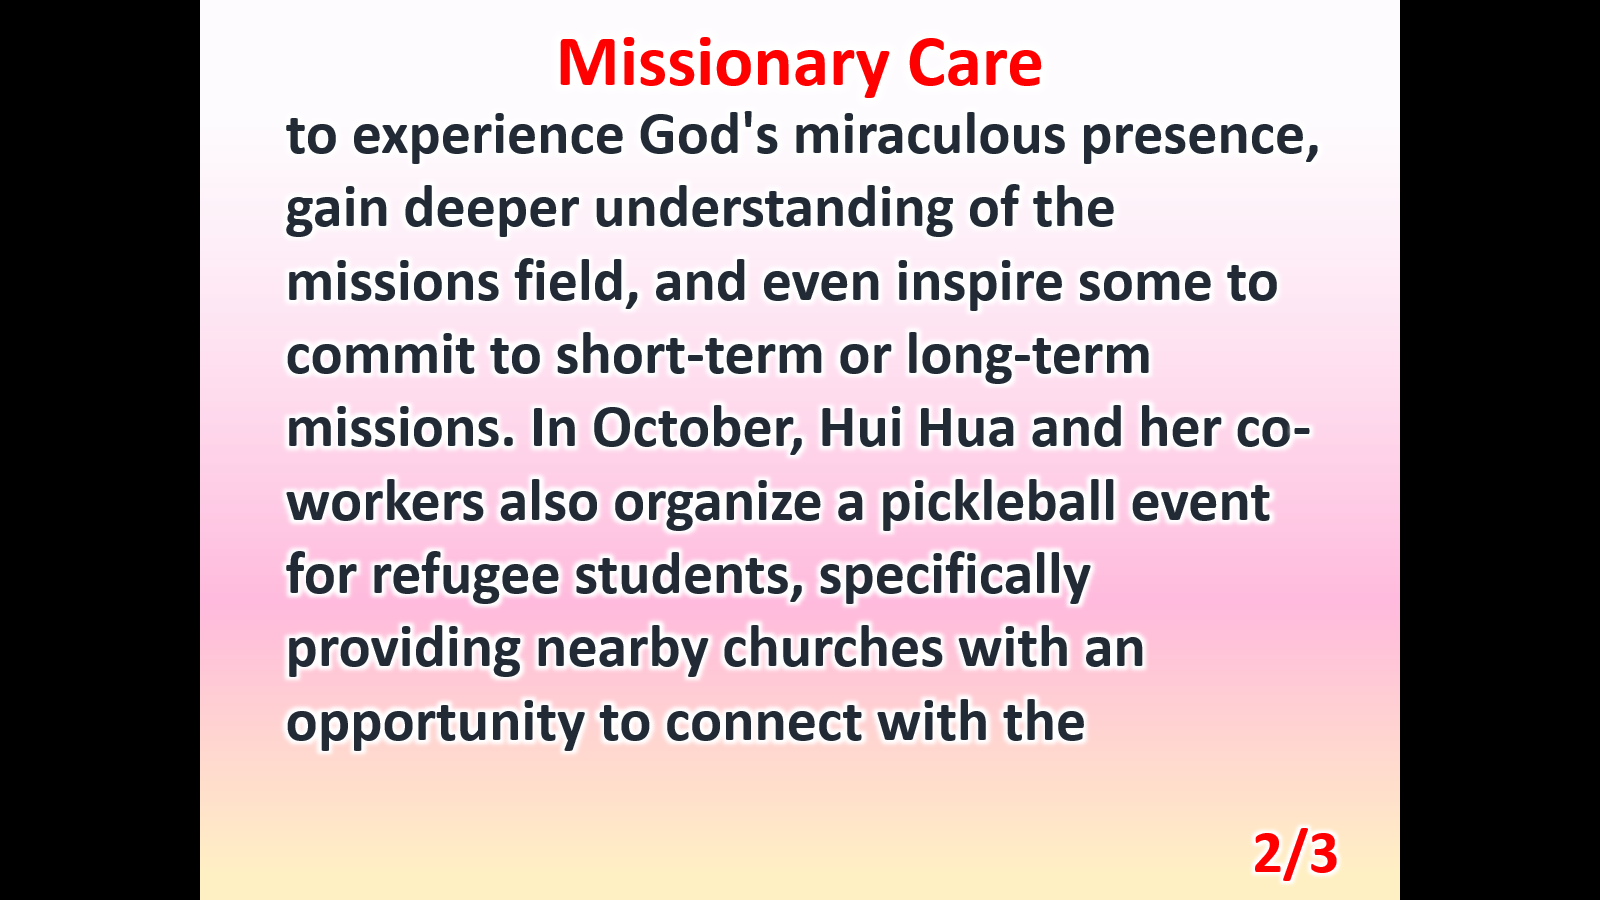 Missionary Care
to experience God's miraculous presence,
gain deeper understanding of the
missions field, and even inspire some to
commit to short-term or long-term
missions. In October, Hui Hua and her co-
workers also organize a pickleball event
for refugee students, specifically
providing nearby churches with an
opportunity to connect with the
2/3